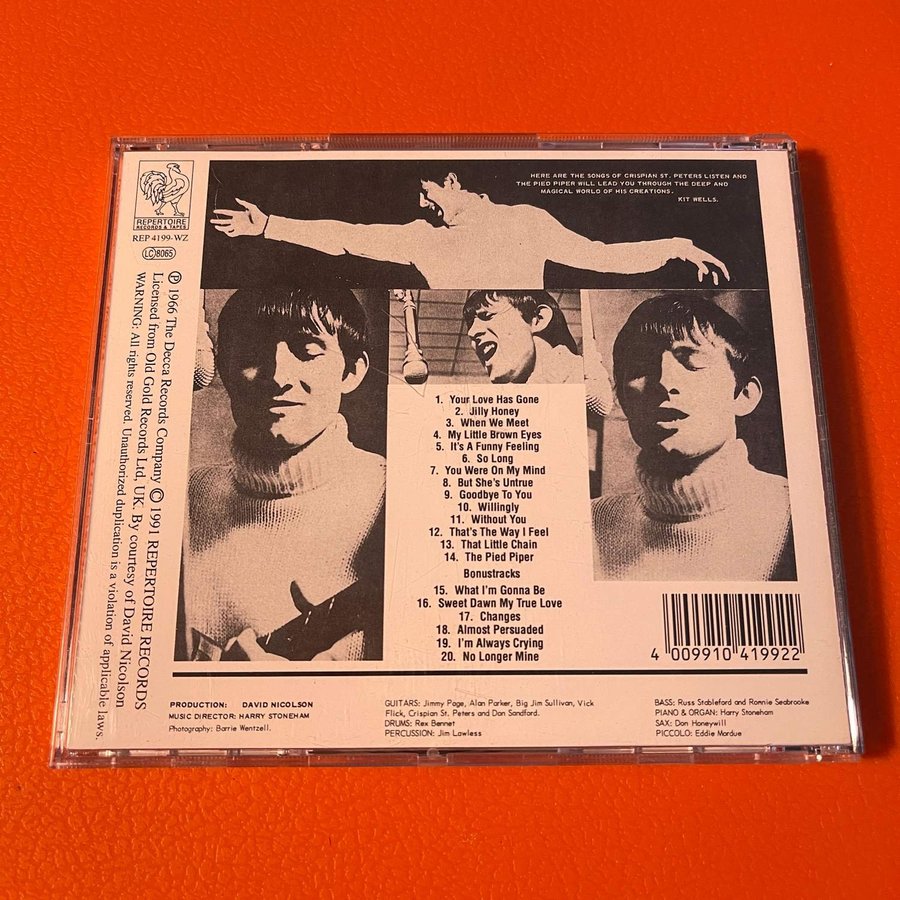 REPERTOIRE
RECORDS & TAPES
REP 4199-WZ
LC 8065
Ⓟ 1966 The Decca Records Company © 1991 REPERTOIRE RECORDS
Licensed from Old Gold Records Ltd, UK. By courtesy of David Nicolson
WARNING: All rights reserved. Unauthorized duplication is a violation of applicable laws.
HERE ARE THE SONGS OF CRISPIAN ST. PETERS LISTEN AND
THE PIED PIPER WILL LEAD YOU THROUGH THE DEEP AND
MAGICAL WORLD OF HIS CREATIONS.
KIT WELLS.
1. Your Love Has Gone
2. Jilly Honey
3. When We Meet
4. My Little Brown Eyes
5. It's A Funny Feeling
6. So Long
7. You Were On My Mind
8. But She's Untrue
9. Goodbye To You
10. Willingly
11. Without You
12. That's The Way I Feel
13. That Little Chain
14. The Pied Piper
Bonustracks
15. What I'm Gonna Be
16. Sweet Dawn My True Love
17. Changes
18. Almost Persuaded
19. I'm Always Crying
20. No Longer Mine
4 009910 419922
PRODUCTION: DAVID NICOLSON
MUSIC DIRECTOR: HARRY STONEHAM
Photography: Barrie Wentzell.
GUITARS: Jimmy Page, Alan Parker, Big Jim Sullivan, Vick
Flick, Crispian St. Peters and Don Sandford.
DRUMS: Rex Bennet
PERCUSSION: Jim Lawless
BASS: Russ Stableford and Ronnie Seabrooke
PIANO & ORGAN: Harry Stoneham
SAX: Don Honeywill
PICCOLO: Eddie Mordue